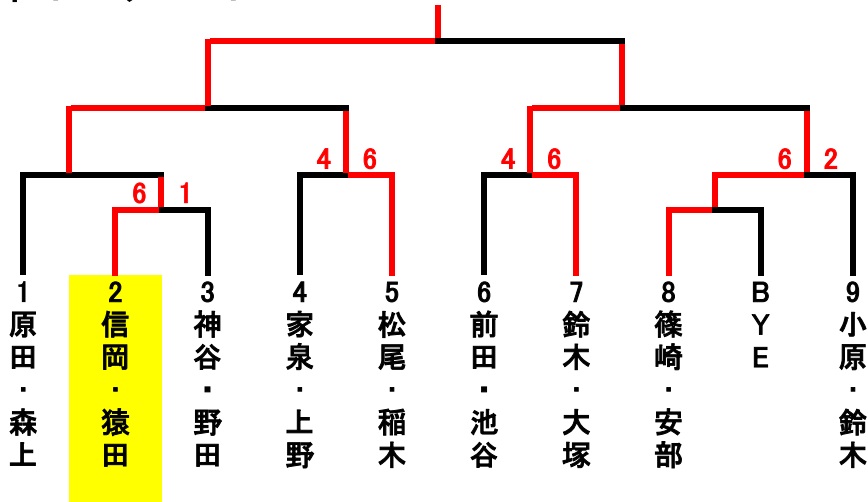 4 6
4 6
6 2
6 1
1 原田・森上
2 信岡・猿田
3 神谷・野田
4 家泉・上野
5 松尾・稲木
6 前田・池谷
7 鈴木・大塚
8 篠崎・安部
BYE
9 小原・鈴木